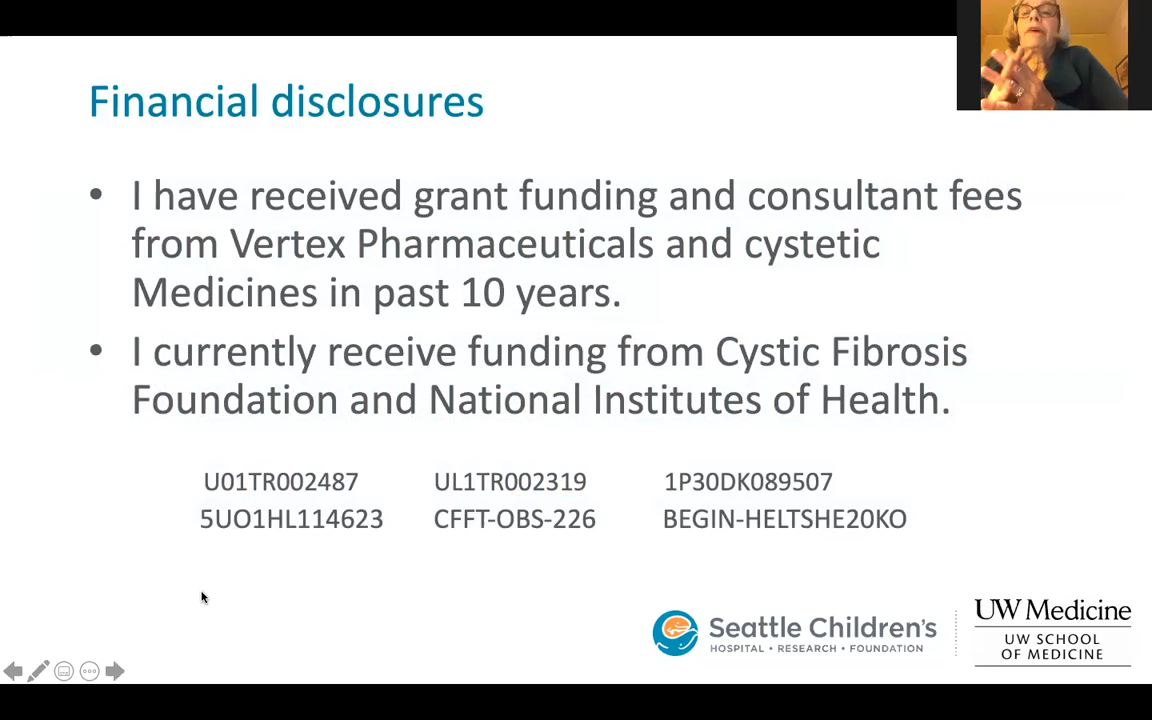 Financial disclosures
• I have received grant funding and consultant fees
from Vertex Pharmaceuticals and cystetic
Medicines in past 10 years.
• I currently receive funding from Cystic Fibrosis
Foundation and National Institutes of Health.
U01TR002487 UL1TR002319 1P30DK089507
5UO1HL114623 CFFT-OBS-226 BEGIN-HELTSHE20KO
Seattle Children's
HOSPITAL • RESEARCH • FOUNDATION
UW Medicine
UW SCHOOL
OF MEDICINE